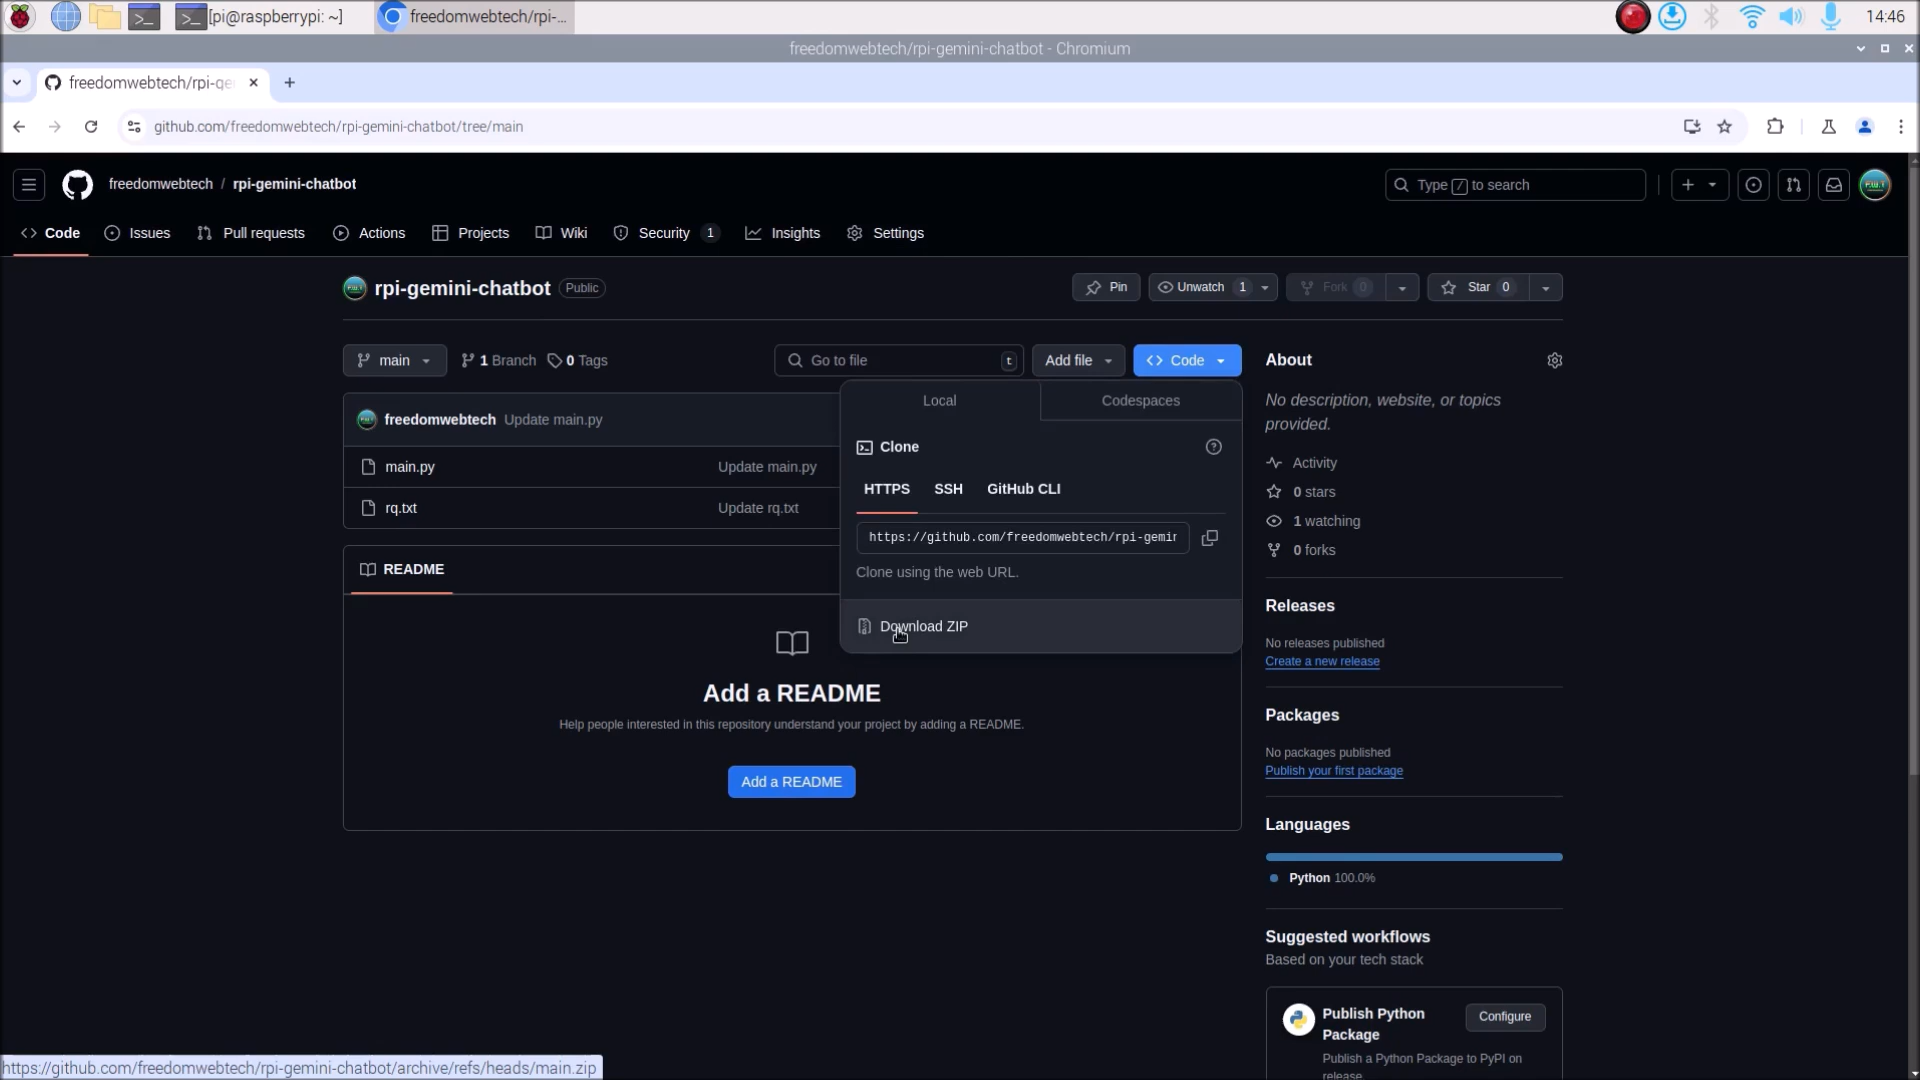 [pi@raspberrypi: ~]
freedomwebtech/rpi-...
14:46
freedomwebtech/rpi-gemini-chatbot - Chromium
freedomwebtech/rpi-ge
github.com/freedomwebtech/rpi-gemini-chatbot/tree/main
freedomwebtech / rpi-gemini-chatbot
Type / to search
Code
Issues
Pull requests
Actions
Projects
Wiki
Security 1
Insights
Settings
rpi-gemini-chatbot Public
Pin
Unwatch 1
Fork 0
Star 0
main
1 Branch
0 Tags
Go to file t
Add file
Code
freedomwebtech Update main.py
main.py Update main.py
rq.txt Update rq.txt
Local
Codespaces
Clone
HTTPS
SSH
GitHub CLI
https://github.com/freedomwebtech/rpi-gemin
Clone using the web URL.
Download ZIP
README
Add a README
Help people interested in this repository understand your project by adding a README.
Add a README
About
No description, website, or topics
provided.
Activity
0 stars
1 watching
0 forks
Releases
No releases published
Create a new release
Packages
No packages published
Publish your first package
Languages
Python 100.0%
Suggested workflows
Based on your tech stack
Publish Python
Package
Configure
Publish a Python Package to PyPI on
release.
https://github.com/freedomwebtech/rpi-gemini-chatbot/archive/refs/heads/main.zip